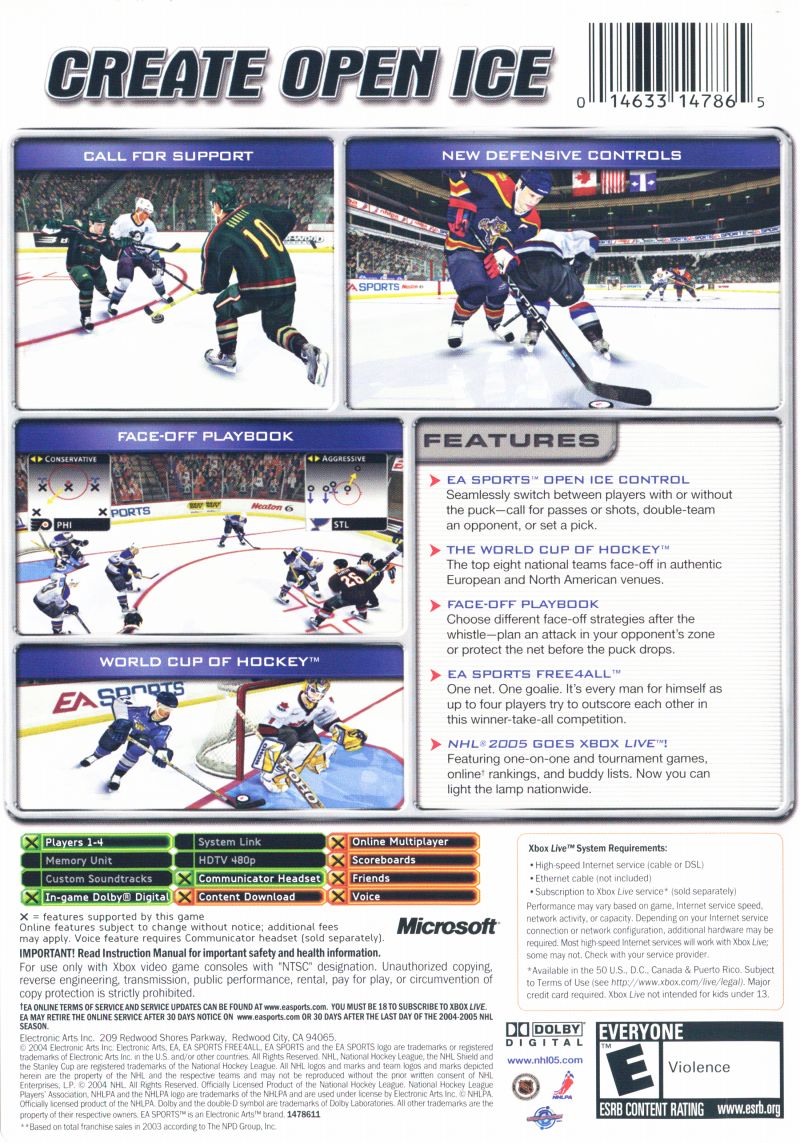 CREATE OPEN ICE
0 14633 14786 5
CALL FOR SUPPORT
NEW DEFENSIVE CONTROLS
10
SPORTS
FACE-OFF PLAYBOOK
CONSERVATIVE
AGGRESSIVE
PHI
STL
PORTS
28
WORLD CUP OF HOCKEY™
EA SPORTS
FEATURES
EA SPORTS™ OPEN ICE CONTROL
Seamlessly switch between players with or without
the puck—call for passes or shots, double-team
an opponent, or set a pick.
THE WORLD CUP OF HOCKEY™
The top eight national teams face-off in authentic
European and North American venues.
FACE-OFF PLAYBOOK
Choose different face-off strategies after the
whistle—plan an attack in your opponent's zone
or protect the net before the puck drops.
EA SPORTS FREE4ALL™
One net. One goalie. It's every man for himself as
up to four players try to outscore each other in
this winner-take-all competition.
NHL® 2005 GOES XBOX LIVE™!
Featuring one-on-one and tournament games,
online† rankings, and buddy lists. Now you can
light the lamp nationwide.
Players 1-4
System Link
Online Multiplayer
Memory Unit
HDTV 480p
Scoreboards
Custom Soundtracks
Communicator Headset
Friends
In-game Dolby® Digital
Content Download
Voice
X = features supported by this game
Online features subject to change without notice; additional fees
may apply. Voice feature requires Communicator headset (sold separately).
Microsoft®
IMPORTANT! Read Instruction Manual for important safety and health information.
For use only with Xbox video game consoles with "NTSC" designation. Unauthorized copying,
reverse engineering, transmission, public performance, rental, pay for play, or circumvention of
copy protection is strictly prohibited.
†EA ONLINE TERMS OF SERVICE AND SERVICE UPDATES CAN BE FOUND AT www.easports.com. YOU MUST BE 18 TO SUBSCRIBE TO XBOX LIVE.
EA MAY RETIRE THE ONLINE SERVICE AFTER 30 DAYS NOTICE ON www.easports.com OR 30 DAYS AFTER THE LAST DAY OF THE 2004-2005 NHL
SEASON.
Electronic Arts Inc. 209 Redwood Shores Parkway, Redwood City, CA 94065.
© 2004 Electronic Arts Inc. Electronic Arts, EA, EA SPORTS FREE4ALL, EA SPORTS and the EA SPORTS logo are trademarks or registered
trademarks of Electronic Arts Inc. in the U.S. and/or other countries. All Rights Reserved. NHL, National Hockey League, the NHL Shield and
the Stanley Cup are registered trademarks of the National Hockey League. All NHL logos and marks and team logos and marks depicted
herein are the property of the NHL and the respective teams and may not be reproduced without the prior written consent of NHL
Enterprises, L.P. © 2004 NHL. All Rights Reserved. Officially Licensed Product of the National Hockey League. National Hockey League
Players' Association, NHLPA and the NHLPA logo are trademarks of the NHLPA and are used under license by Electronic Arts Inc. © NHLPA.
Officially licensed product of the NHLPA. Dolby and the double-D symbol are trademarks of Dolby Laboratories. All other trademarks are the
property of their respective owners. EA SPORTS™ is an Electronic Arts™ brand. 1478611
**Based on total franchise sales in 2003 according to The NPD Group, Inc.
Xbox Live™ System Requirements:
• High-speed Internet service (cable or DSL)
• Ethernet cable (not included)
• Subscription to Xbox Live service* (sold separately)
Performance may vary based on game, Internet service speed,
network activity, or capacity. Depending on your Internet service
connection or network configuration, additional hardware may be
required. Most high-speed Internet services will work with Xbox Live;
some may not. Check with your service provider.
*Available in the 50 U.S., D.C., Canada & Puerto Rico. Subject
to Terms of Use (see http://www.xbox.com/live/legal). Major
credit card required. Xbox Live not intended for kids under 13.
DOLBY
DIGITAL
www.nhl05.com
NHLPA
EVERYONE
E
Violence
ESRB CONTENT RATING www.esrb.org